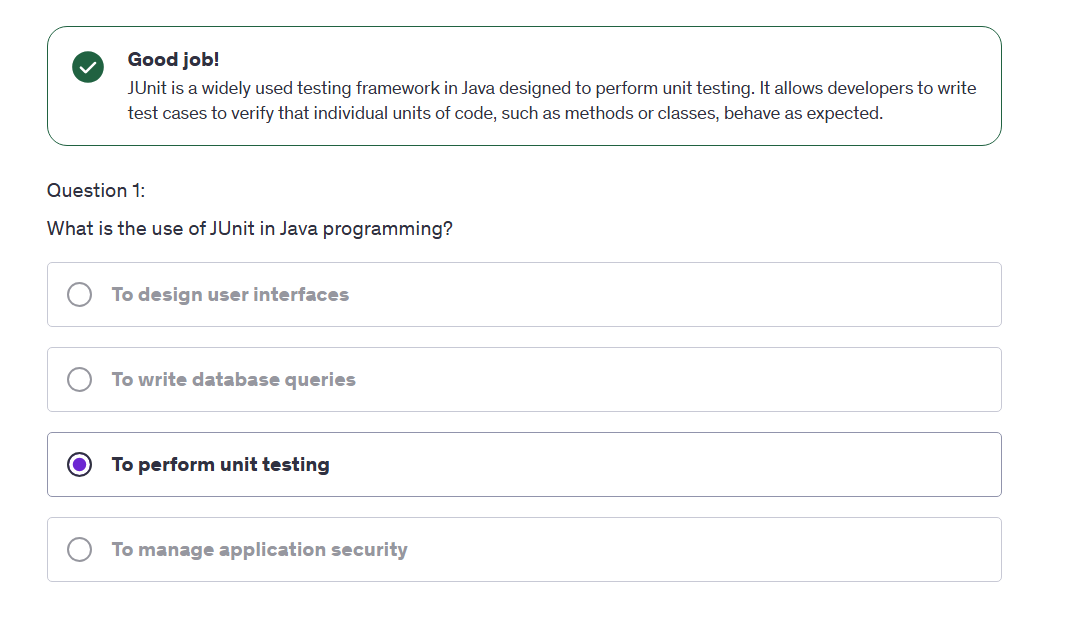 Good job!
JUnit is a widely used testing framework in Java designed to perform unit testing. It allows developers to write
test cases to verify that individual units of code, such as methods or classes, behave as expected.
Question 1:
What is the use of JUnit in Java programming?
To design user interfaces
To write database queries
To perform unit testing
To manage application security